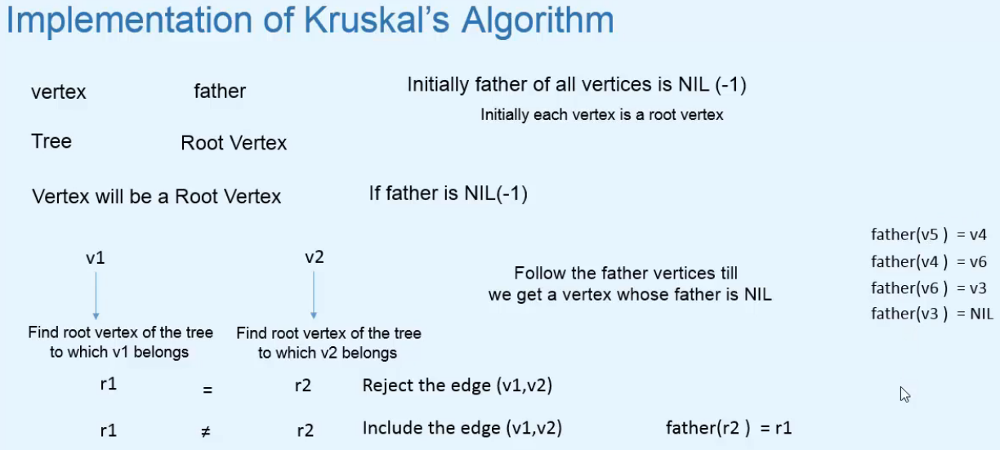 Implementation of Kruskal's Algorithm
vertex father Initially father of all vertices is NIL (-1)
Initially each vertex is a root vertex
Tree Root Vertex
Vertex will be a Root Vertex If father is NIL(-1)
father(v5 ) = v4
v1 v2
father(v4 ) = v6
Follow the father vertices till
we get a vertex whose father is NIL
father(v6 ) = v3
father(v3 ) = NIL
Find root vertex of the tree
to which v1 belongs
Find root vertex of the tree
to which v2 belongs
r1 = r2 Reject the edge (v1,v2)
r1 ≠ r2 Include the edge (v1,v2) father(r2 ) = r1